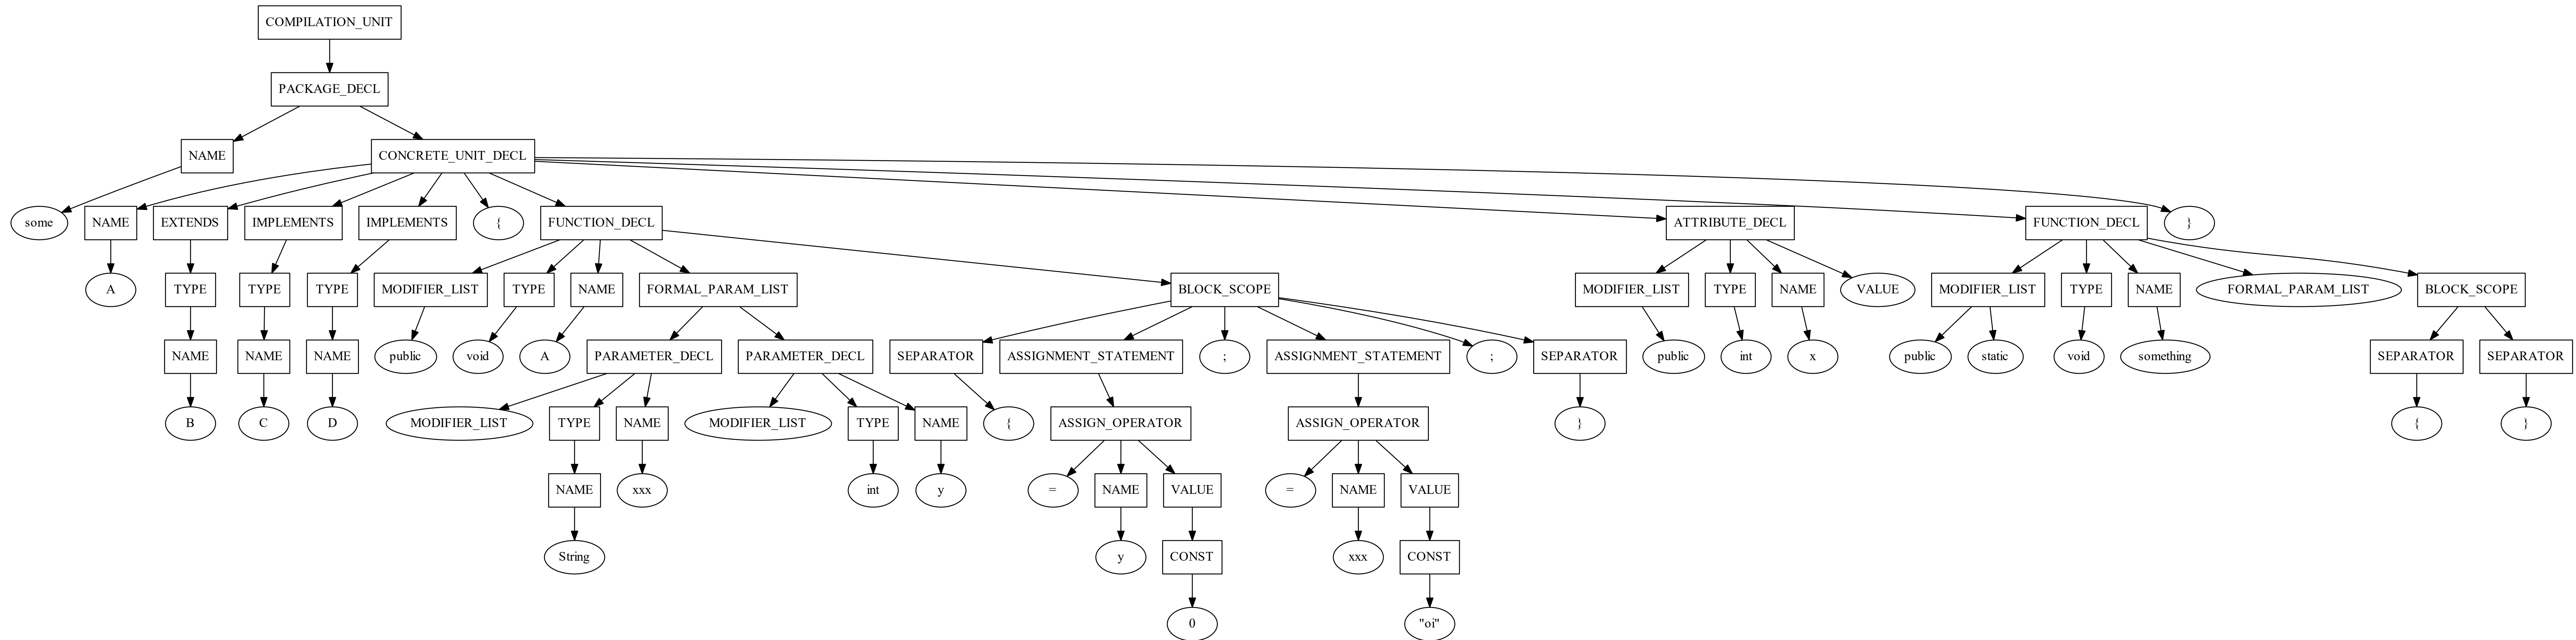 COMPILATION_UNIT
PACKAGE_DECL
NAME CONCRETE_UNIT_DECL
some NAME EXTENDS IMPLEMENTS IMPLEMENTS { FUNCTION_DECL ATTRIBUTE_DECL FUNCTION_DECL }
A TYPE TYPE TYPE MODIFIER_LIST TYPE NAME FORMAL_PARAM_LIST BLOCK_SCOPE MODIFIER_LIST TYPE NAME VALUE MODIFIER_LIST TYPE NAME FORMAL_PARAM_LIST BLOCK_SCOPE
NAME NAME NAME public void A PARAMETER_DECL PARAMETER_DECL SEPARATOR ASSIGNMENT_STATEMENT ; ASSIGNMENT_STATEMENT ; SEPARATOR public int x public static void something SEPARATOR SEPARATOR
B C D MODIFIER_LIST TYPE NAME MODIFIER_LIST TYPE NAME { ASSIGN_OPERATOR ASSIGN_OPERATOR } { }
NAME xxx int y = NAME VALUE = NAME VALUE
String y CONST xxx CONST
0 "oi"